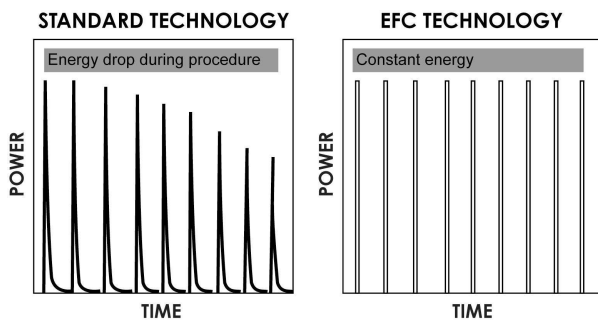 STANDARD TECHNOLOGY
Energy drop during procedure
POWER
TIME
EFC TECHNOLOGY
Constant energy
POWER
TIME